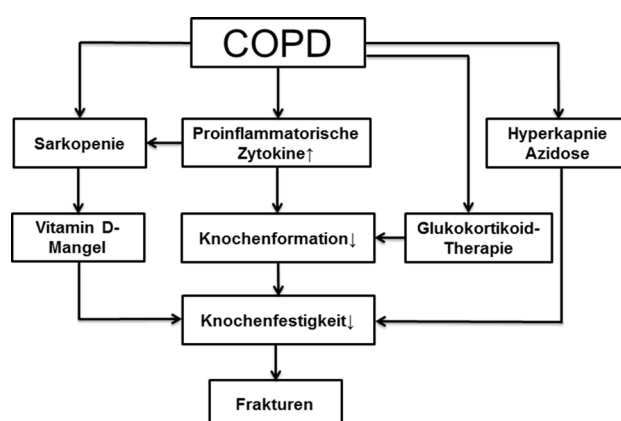 COPD
Sarkopenie
Proinflammatorische
Zytokine↑
Hyperkapnie
Azidose
Vitamin D-
Mangel
Knochenformation↓
Glukokortikoid-
Therapie
Knochenfestigkeit↓
Frakturen